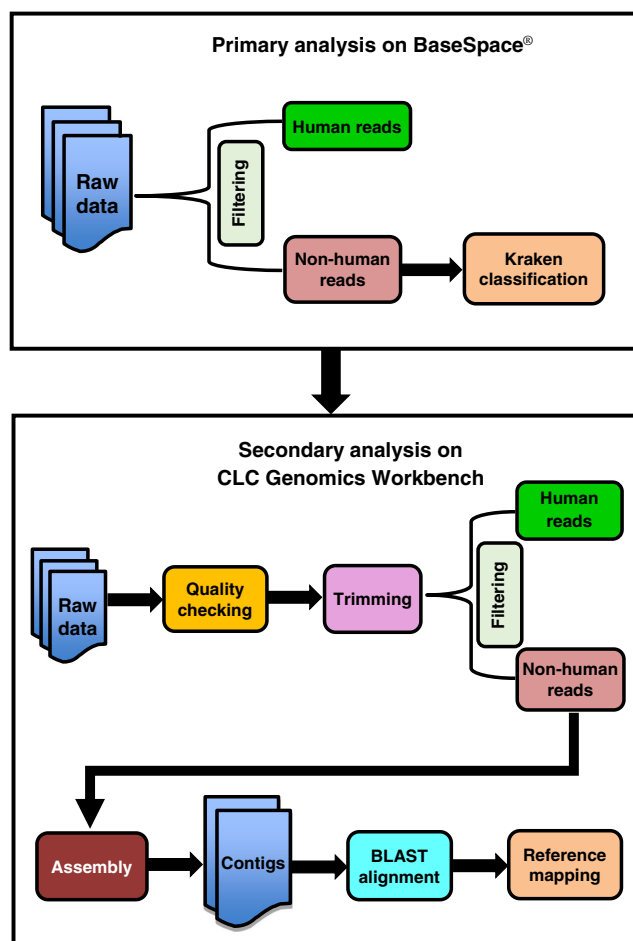 Primary analysis on BaseSpace®
Raw
data
Filtering
Human reads
Non-human
reads
Kraken
classification
Secondary analysis on
CLC Genomics Workbench
Raw
data
Quality
checking
Trimming
Filtering
Human
reads
Non-human
reads
Assembly
Contigs
BLAST
alignment
Reference
mapping